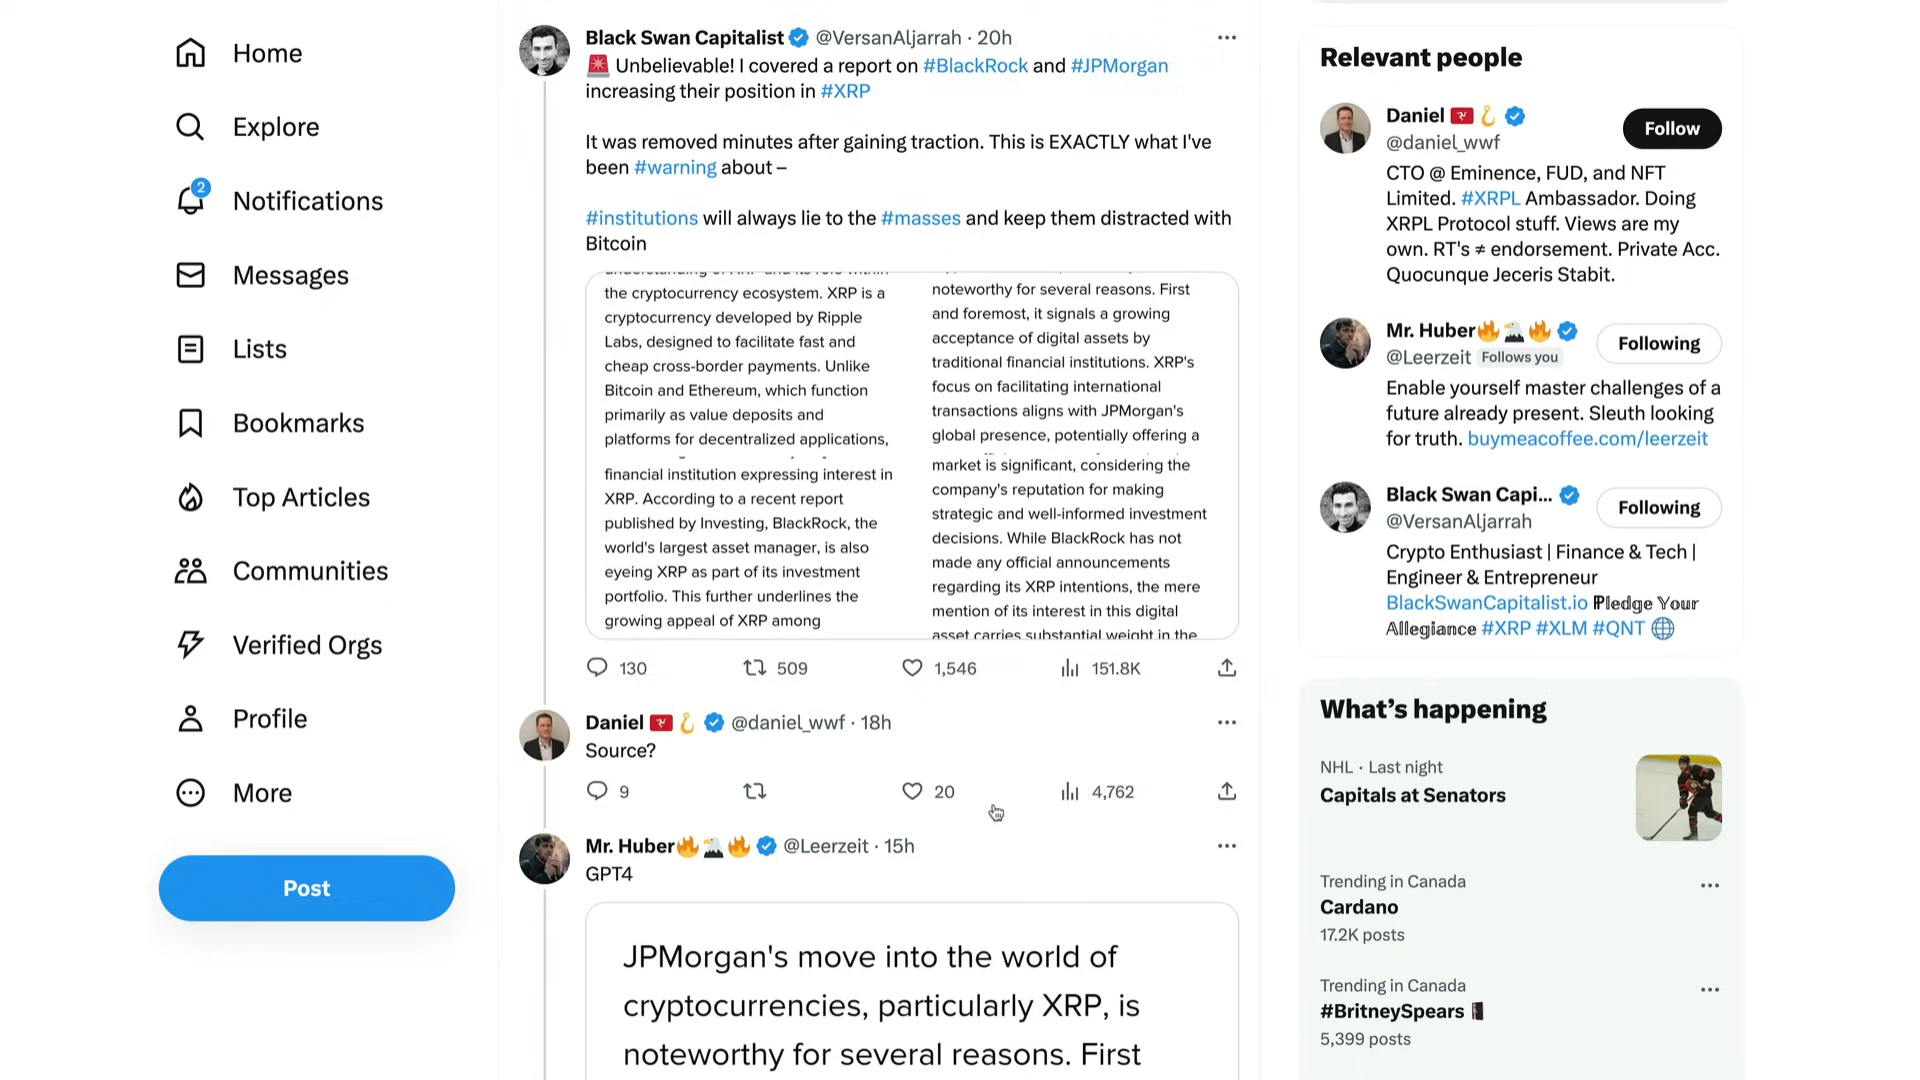 Home
Explore
2
Notifications
Messages
Lists
Bookmarks
Top Articles
Communities
Verified Orgs
Profile
More
Post
Black Swan Capitalist @VersanAljarrah · 20h
Unbelievable! I covered a report on #BlackRock and #JPMorgan
increasing their position in #XRP
It was removed minutes after gaining traction. This is EXACTLY what I've
been #warning about –
#institutions will always lie to the #masses and keep them distracted with
Bitcoin
the cryptocurrency ecosystem. XRP is a
cryptocurrency developed by Ripple
Labs, designed to facilitate fast and
cheap cross-border payments. Unlike
Bitcoin and Ethereum, which function
primarily as value deposits and
platforms for decentralized applications,
noteworthy for several reasons. First
and foremost, it signals a growing
acceptance of digital assets by
traditional financial institutions. XRP's
focus on facilitating international
transactions aligns with JPMorgan's
global presence, potentially offering a
financial institution expressing interest in
XRP. According to a recent report
published by Investing, BlackRock, the
world's largest asset manager, is also
eyeing XRP as part of its investment
portfolio. This further underlines the
growing appeal of XRP among
market is significant, considering the
company's reputation for making
strategic and well-informed investment
decisions. While BlackRock has not
made any official announcements
regarding its XRP intentions, the mere
mention of its interest in this digital
asset carries substantial weight in the
130 509 1,546 151.8K
Daniel @daniel_wwf · 18h
Source?
9 20 4,762
Mr. Huber @Leerzeit · 15h
GPT4
JPMorgan's move into the world of
cryptocurrencies, particularly XRP, is
noteworthy for several reasons. First
Relevant people
Daniel
@daniel_wwf
Follow
CTO @ Eminence, FUD, and NFT
Limited. #XRPL Ambassador. Doing
XRPL Protocol stuff. Views are my
own. RT's ≠ endorsement. Private Acc.
Quocunque Jeceris Stabit.
Mr. Huber
@Leerzeit Follows you
Following
Enable yourself master challenges of a
future already present. Sleuth looking
for truth. buymeacoffee.com/leerzeit
Black Swan Capi...
@VersanAljarrah
Following
Crypto Enthusiast | Finance & Tech |
Engineer & Entrepreneur
BlackSwanCapitalist.io ℙledge 𝕐our
𝔸llegiance #XRP #XLM #QNT
What's happening
NHL · Last night
Capitals at Senators
Trending in Canada
Cardano
17.2K posts
Trending in Canada
#BritneySpears
5,399 posts